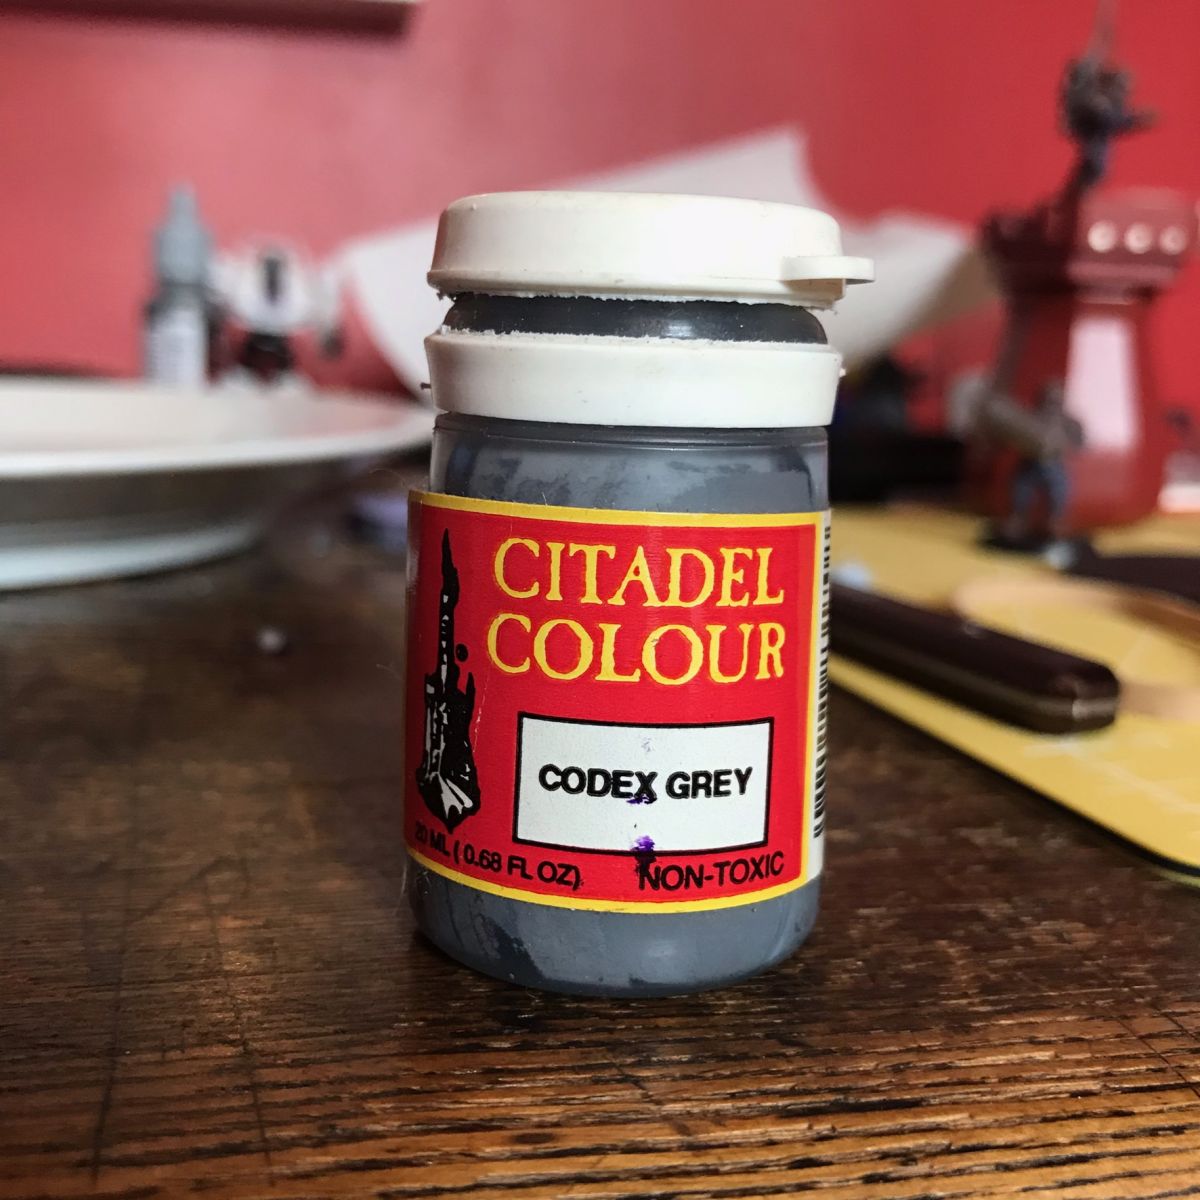 CITADEL
COLOUR
CODEX GREY
20 ML ( 0.68 FL OZ)
NON-TOXIC